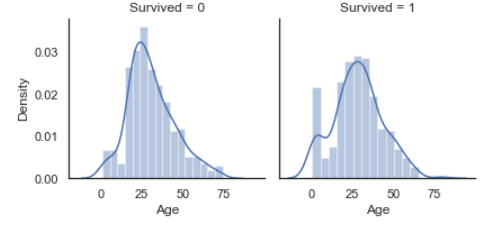 Survived = 0
Survived = 1
Density
0.03
0.02
0.01
0.00
0 25 50 75
0 25 50 75
Age
Age